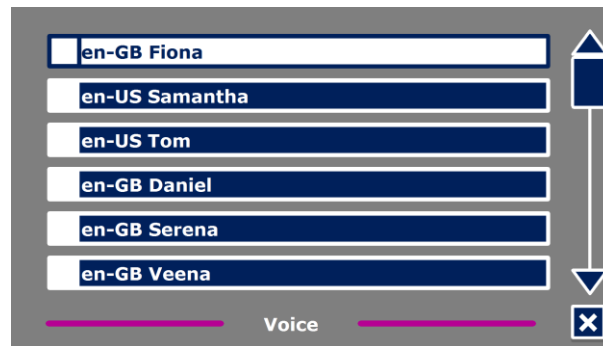 en-GB Fiona
en-US Samantha
en-US Tom
en-GB Daniel
en-GB Serena
en-GB Veena
Voice